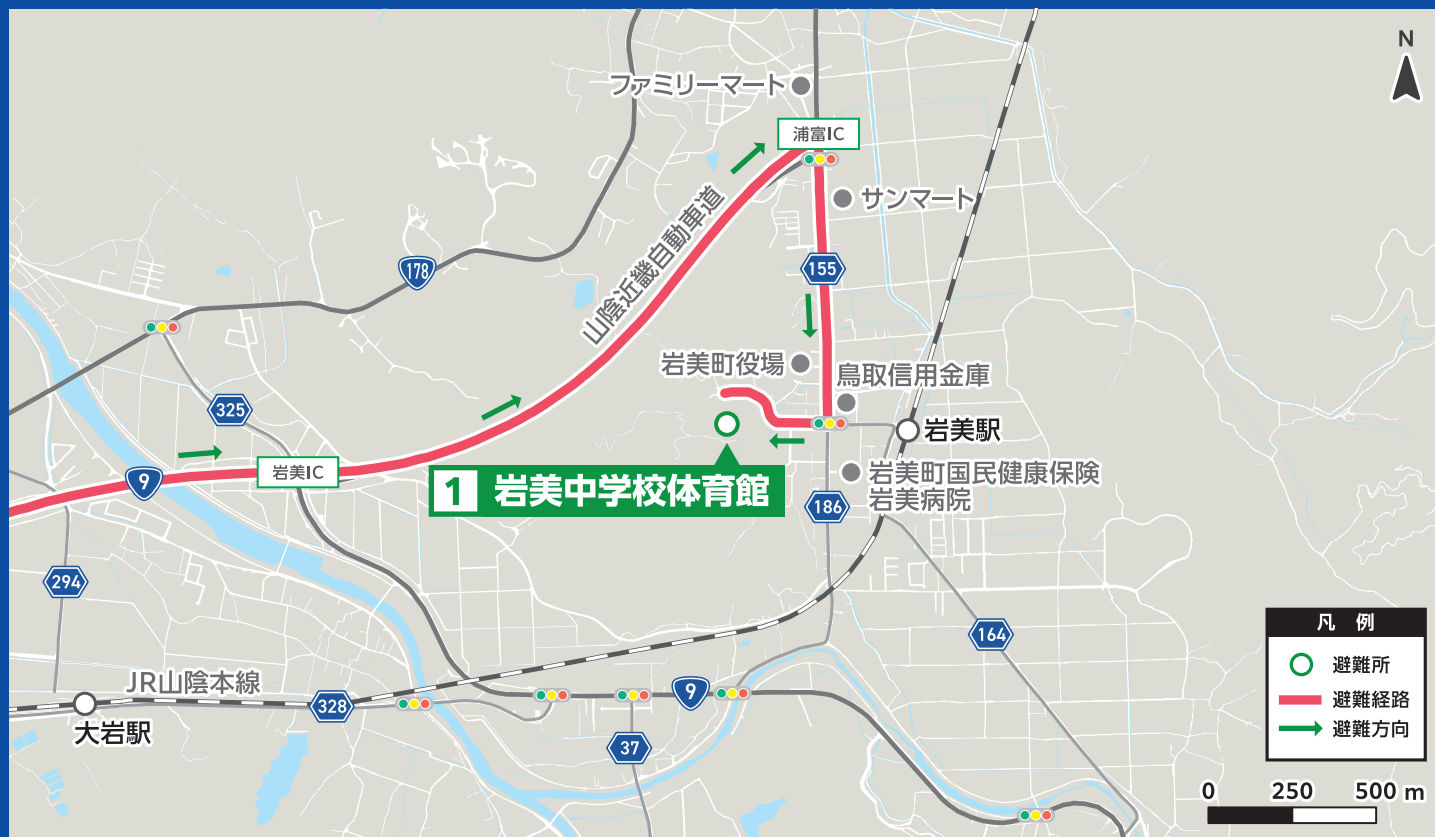 N
ファミリーマート
浦富IC
サンマート
山陰近畿自動車道
178
155
岩美町役場
鳥取信用金庫
325
岩美駅
岩美IC
9
1 岩美中学校体育館
岩美町国民健康保険
岩美病院
186
294
164
JR山陰本線
328
9
大岩駅
37
凡 例
避難所
避難経路
避難方向
0 250 500 m